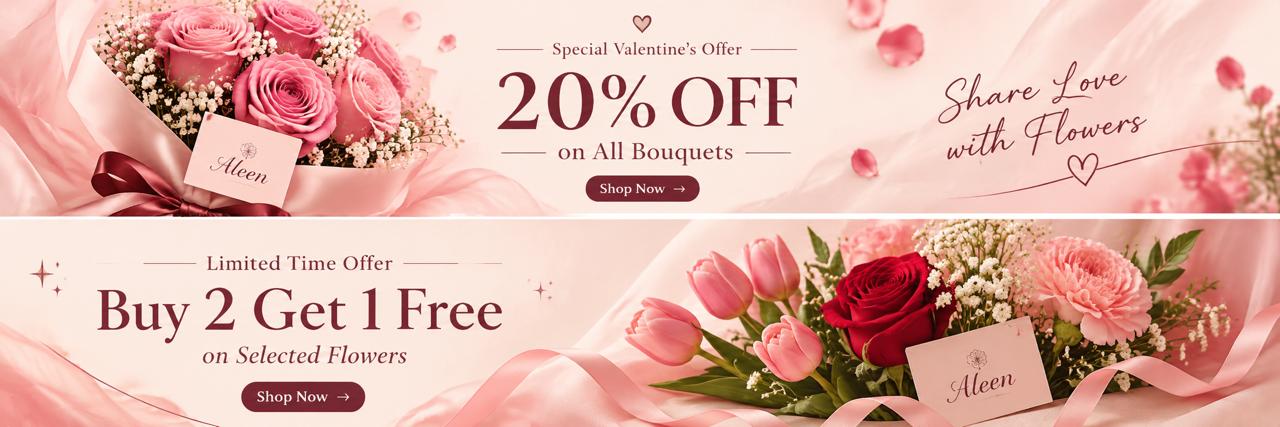 Aleen
Special Valentine's Offer
20% OFF
on All Bouquets
Shop Now →
Share Love
with Flowers
Limited Time Offer
Buy 2 Get 1 Free
on Selected Flowers
Shop Now →
Aleen